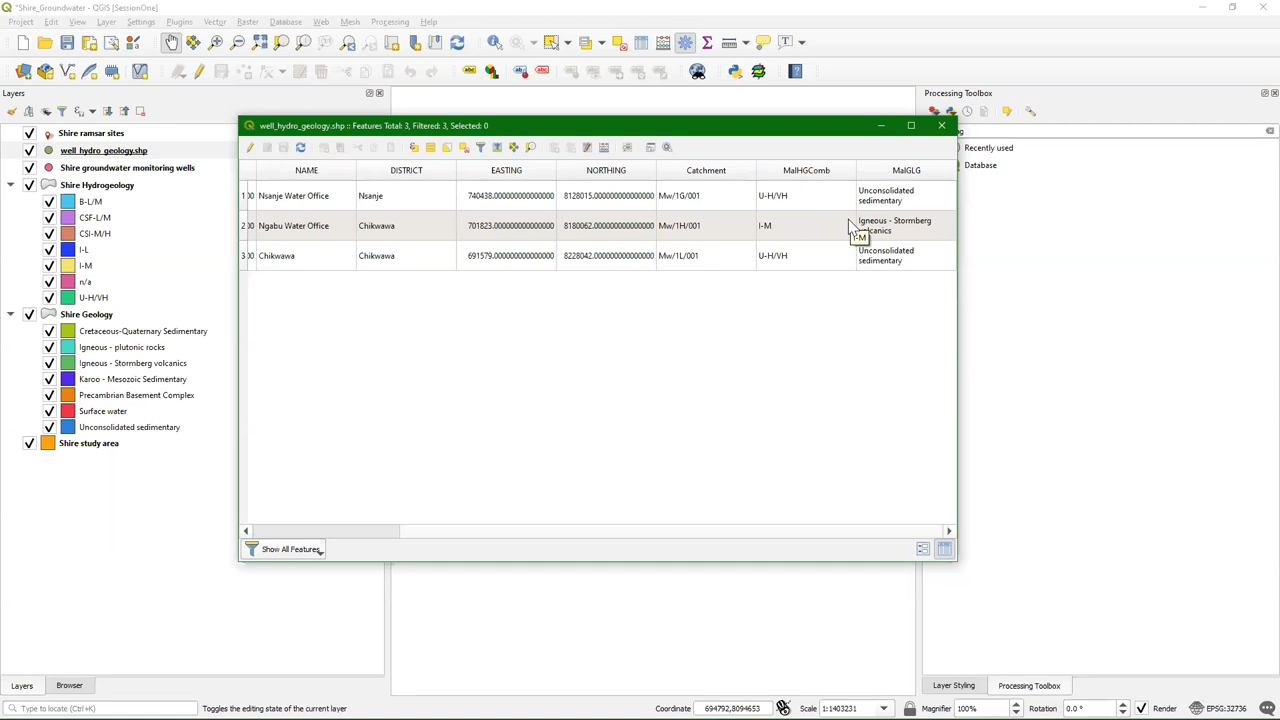 *Shire_Groundwater - QGIS [SessionOne]
Project Edit View Layer Settings Plugins Vector Raster Database Web Mesh Processing Help
Layers
Processing Toolbox
Shire ramsar sites
well_hydro_geology.shp
Shire groundwater monitoring wells
Shire Hydrogeology
B-L/M
CSF-L/M
CSI-M/H
I-L
I-M
n/a
U-H/VH
Shire Geology
Cretaceous-Quaternary Sedimentary
Igneous - plutonic rocks
Igneous - Stormberg volcanics
Karoo - Mesozoic Sedimentary
Precambrian Basement Complex
Surface water
Unconsolidated sedimentary
Shire study area
well_hydro_geology.shp :: Features Total: 3, Filtered: 3, Selected: 0
NAME DISTRICT EASTING NORTHING Catchment MalHGComb MalGLG
1 Nsanje Water Office Nsanje 740438.000000000000000 8128015.000000000000000 Mw/1G/001 U-H/VH Unconsolidated
sedimentary
2 Ngabu Water Office Chikwawa 701823.000000000000000 8180062.000000000000000 Mw/1H/001 I-M Igneous - Stormberg
I-M
3 Chikwawa Chikwawa 691579.000000000000000 8228042.000000000000000 Mw/1L/001 U-H/VH Unconsolidated
sedimentary
Show All Features
Recently used
Database
Layers Browser
Layer Styling Processing Toolbox
Type to locate (Ctrl+K) Toggles the editing state of the current layer Coordinate 694792,8094653 Scale 1:1403231 Magnifier 100% Rotation 0.0 ° Render EPSG:32736